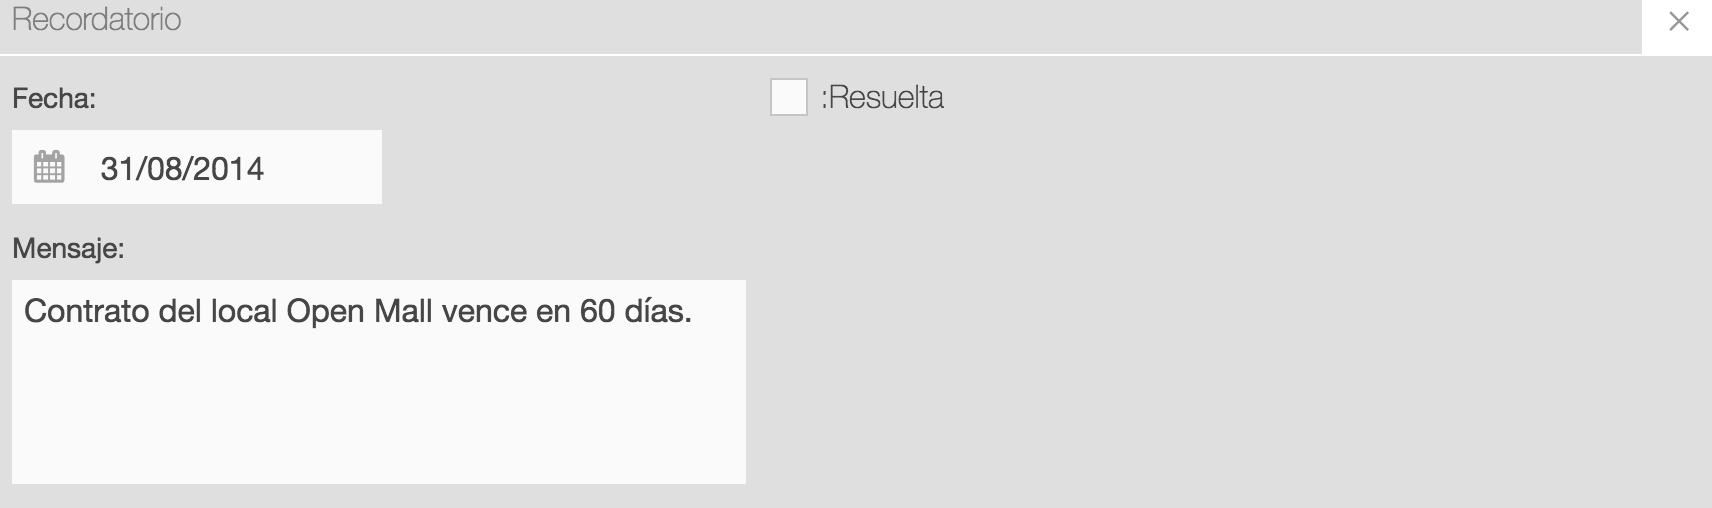 Recordatorio
Fecha:
:Resuelta
31/08/2014
Mensaje:
Contrato del local Open Mall vence en 60 días.